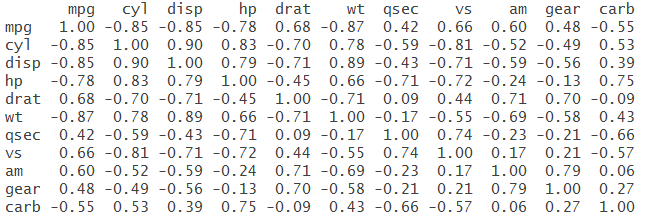 mpg cyl disp hp drat wt qsec vs am gear carb
mpg 1.00 -0.85 -0.85 -0.78 0.68 -0.87 0.42 0.66 0.60 0.48 -0.55
cyl -0.85 1.00 0.90 0.83 -0.70 0.78 -0.59 -0.81 -0.52 -0.49 0.53
disp -0.85 0.90 1.00 0.79 -0.71 0.89 -0.43 -0.71 -0.59 -0.56 0.39
hp -0.78 0.83 0.79 1.00 -0.45 0.66 -0.71 -0.72 -0.24 -0.13 0.75
drat 0.68 -0.70 -0.71 -0.45 1.00 -0.71 0.09 0.44 0.71 0.70 -0.09
wt -0.87 0.78 0.89 0.66 -0.71 1.00 -0.17 -0.55 -0.69 -0.58 0.43
qsec 0.42 -0.59 -0.43 -0.71 0.09 -0.17 1.00 0.74 -0.23 -0.21 -0.66
vs 0.66 -0.81 -0.71 -0.72 0.44 -0.55 0.74 1.00 0.17 0.21 -0.57
am 0.60 -0.52 -0.59 -0.24 0.71 -0.69 -0.23 0.17 1.00 0.79 0.06
gear 0.48 -0.49 -0.56 -0.13 0.70 -0.58 -0.21 0.21 0.79 1.00 0.27
carb -0.55 0.53 0.39 0.75 -0.09 0.43 -0.66 -0.57 0.06 0.27 1.00